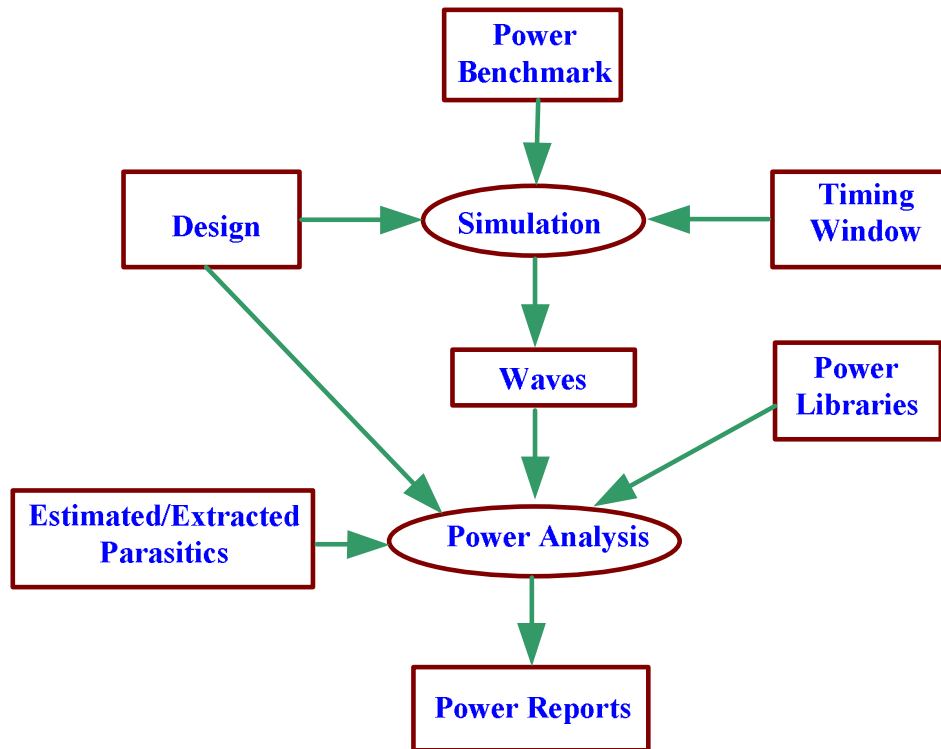 Power
Benchmark
Design
Simulation
Timing
Window
Waves
Power
Libraries
Estimated/Extracted
Parasitics
Power Analysis
Power Reports